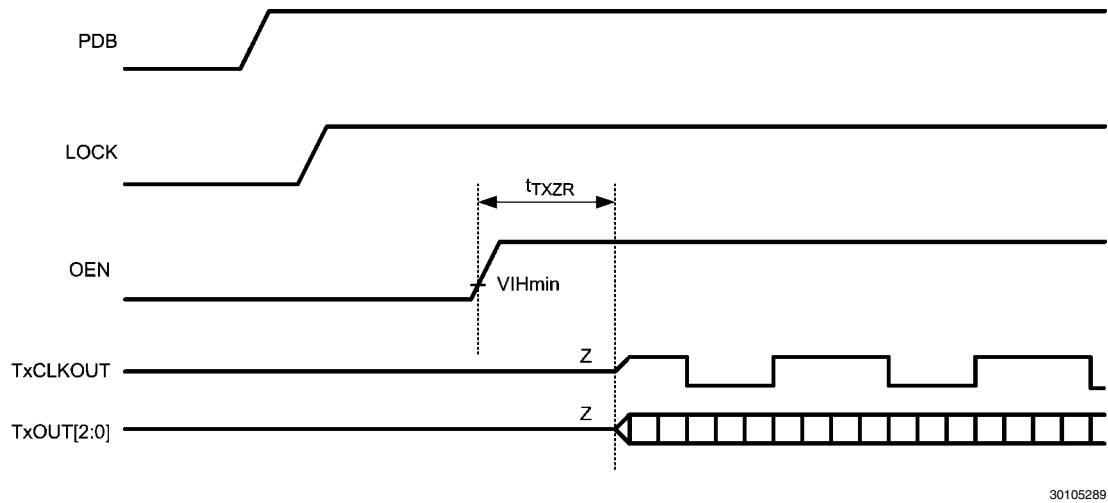 PDB
LOCK
tTXZR
OEN
VIHmin
Z
TxCLKOUT
Z
TxOUT[2:0]
30105289